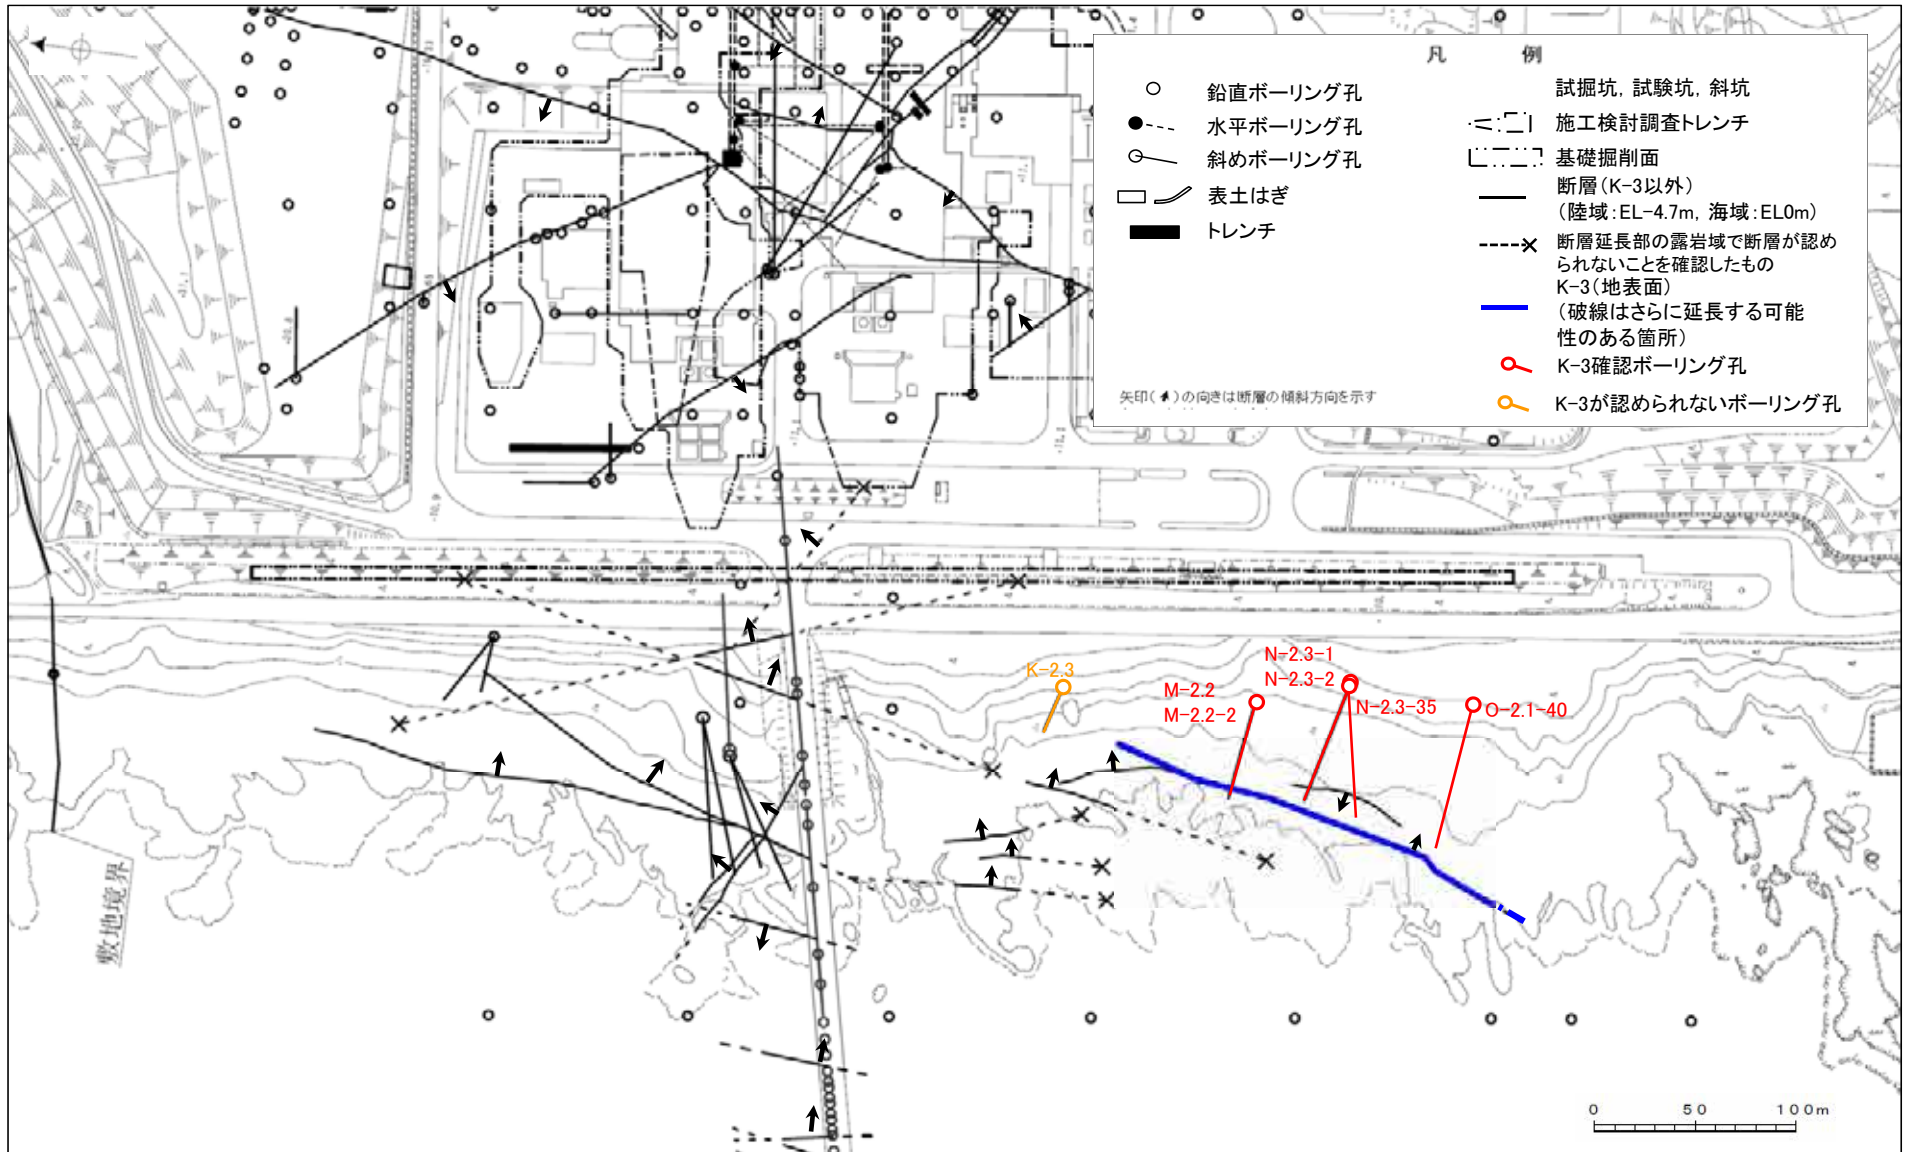 凡 例
鉛直ボーリング孔
水平ボーリング孔
斜めボーリング孔
表土はぎ
トレンチ
矢印( )の向きは断層の傾斜方向を示す
試掘坑, 試験坑, 斜坑
施工検討調査トレンチ
基礎掘削面
断層(K-3以外)
(陸域:EL-4.7m, 海域:EL0m)
断層延長部の露岩域で断層が認め
られないことを確認したもの
K-3(地表面)
(破線はさらに延長する可能
性のある箇所)
K-3確認ボーリング孔
K-3が認められないボーリング孔
K-2.3
M-2.2
M-2.2-2
N-2.3-1
N-2.3-2
N-2.3-35
O-2.1-40
敷地境界
0 50 100m